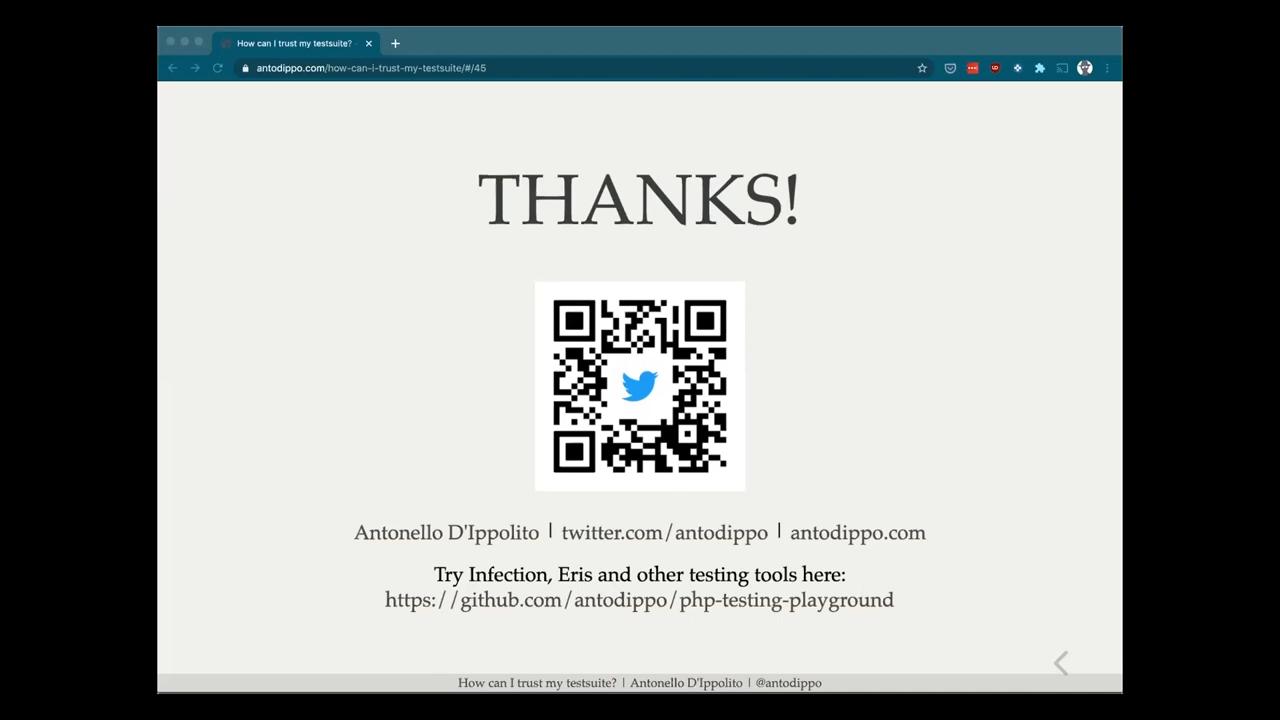 How can I trust my testsuite?
antodippo.com/how-can-i-trust-my-testsuite/#/45
THANKS!
Antonello D'Ippolito | twitter.com/antodippo | antodippo.com
Try Infection, Eris and other testing tools here:
https://github.com/antodippo/php-testing-playground
How can I trust my testsuite? | Antonello D'Ippolito | @antodippo